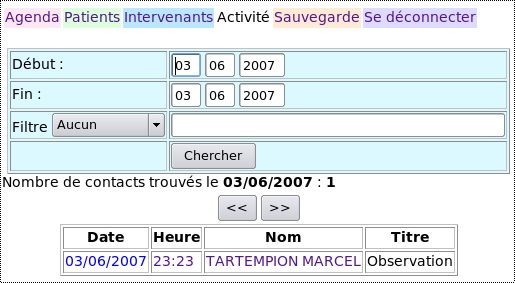 Agenda Patients Intervenants Activité Sauvegarde Se déconnecter
Début : 03 06 2007
Fin : 03 06 2007
Filtre Aucun
Chercher
Nombre de contacts trouvés le 03/06/2007 : 1
<< >>
Date Heure Nom Titre
03/06/2007 23:23 TARTEMPION MARCEL Observation